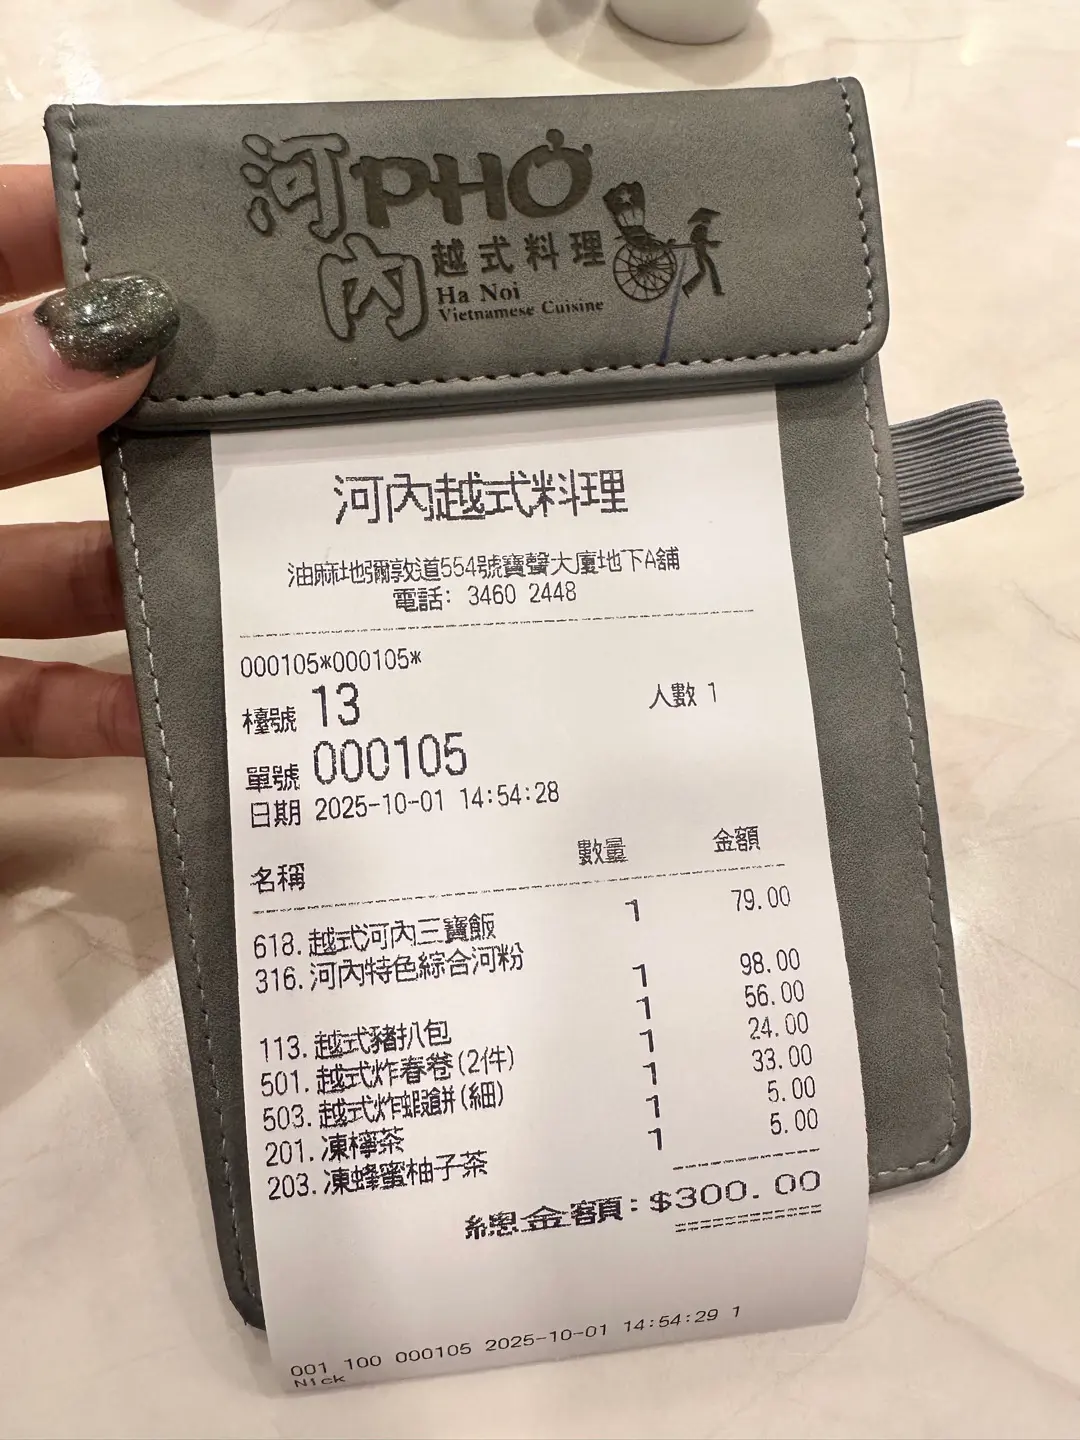 河內 PHỞ
越式料理
Ha Noi
Vietnamese Cuisine
河內越式料理
油麻地彌敦道554號寶聲大廈地下A舖
電話: 3460 2448
000105*000105*
檯號 13 人數 1
單號 000105
日期 2025-10-01 14:54:28
名稱 數量 金額
618. 越式河內三寶飯 1 79.00
316. 河內特色綜合河粉 1 98.00
113. 越式豬扒包 1 56.00
501. 越式炸春卷(2件) 1 24.00
503. 越式炸蝦餅(細) 1 33.00
201. 凍檸茶 1 5.00
203. 凍蜂蜜柚子茶 1 5.00
總金額: $300.00
001 100 000105 2025-10-01 14:54:29 1
Nick